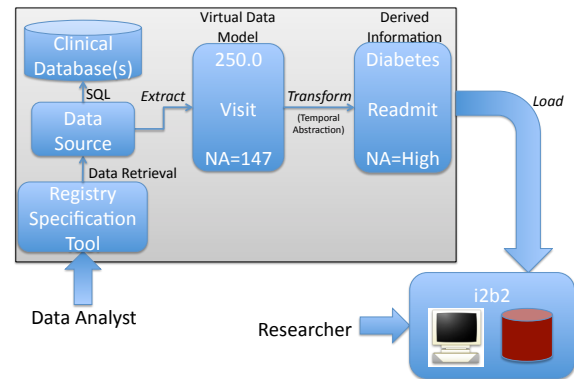 Virtual Data
Model
Derived
Information
Clinical
Database(s)
SQL
Data
Source
Extract
250.0
Visit
NA=147
Transform
(Temporal
Abstraction)
Diabetes
Readmit
NA=High
Load
Data Retrieval
Registry
Specification
Tool
Data Analyst
Researcher
i2b2